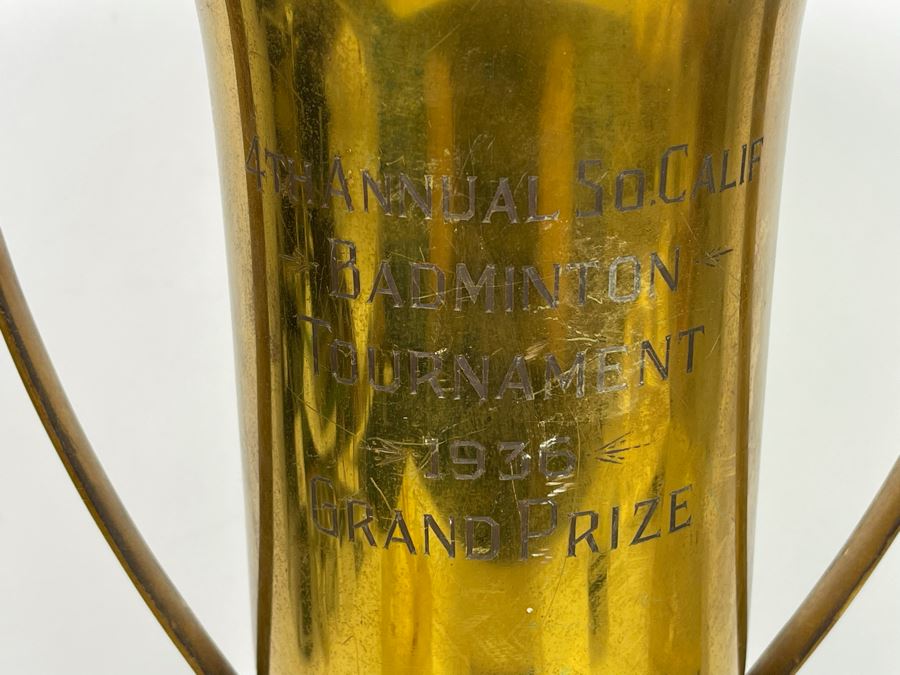 4TH. ANNUAL SO. CALIF
BADMINTON
TOURNAMENT
1936
GRAND PRIZE